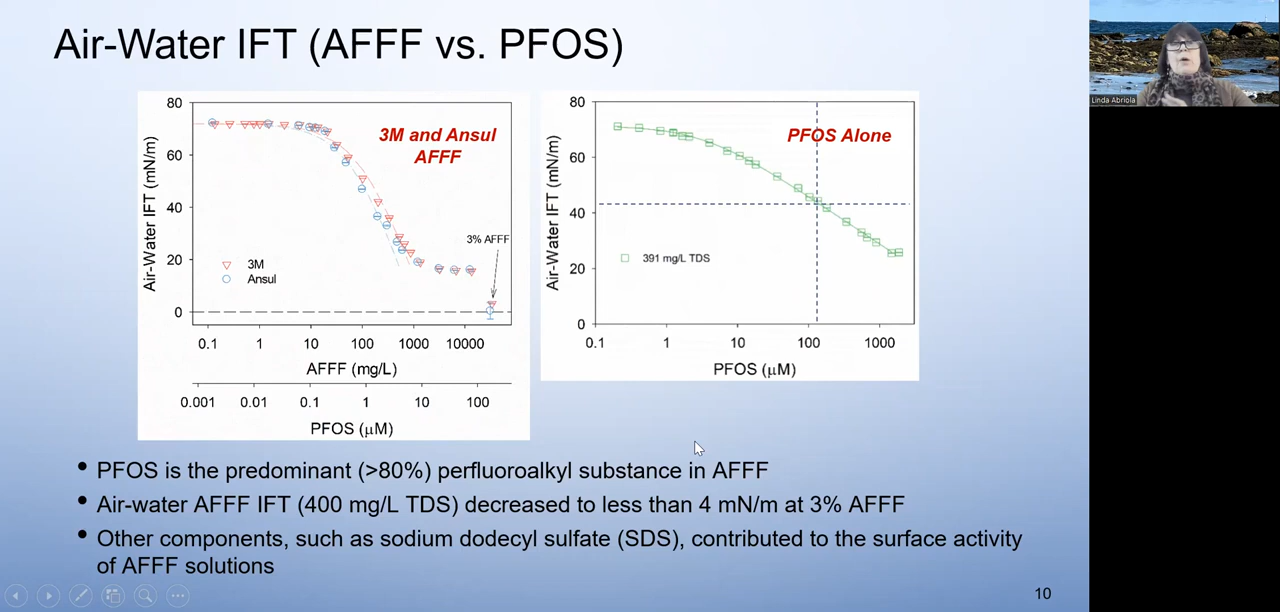 Air-Water IFT (AFFF vs. PFOS)
Linda Abriola
80
60
40
20
0
Air-Water IFT (mN/m)
3M and Ansul
AFFF
3% AFFF
3M
Ansul
0.1 1 10 100 1000 10000
AFFF (mg/L)
0.001 0.01 0.1 1 10 100
PFOS (μM)
80
60
40
20
0
Air-Water IFT (mN/m)
PFOS Alone
391 mg/L TDS
0.1 1 10 100 1000
PFOS (μM)
• PFOS is the predominant (>80%) perfluoroalkyl substance in AFFF
• Air-water AFFF IFT (400 mg/L TDS) decreased to less than 4 mN/m at 3% AFFF
• Other components, such as sodium dodecyl sulfate (SDS), contributed to the surface activity
of AFFF solutions
10